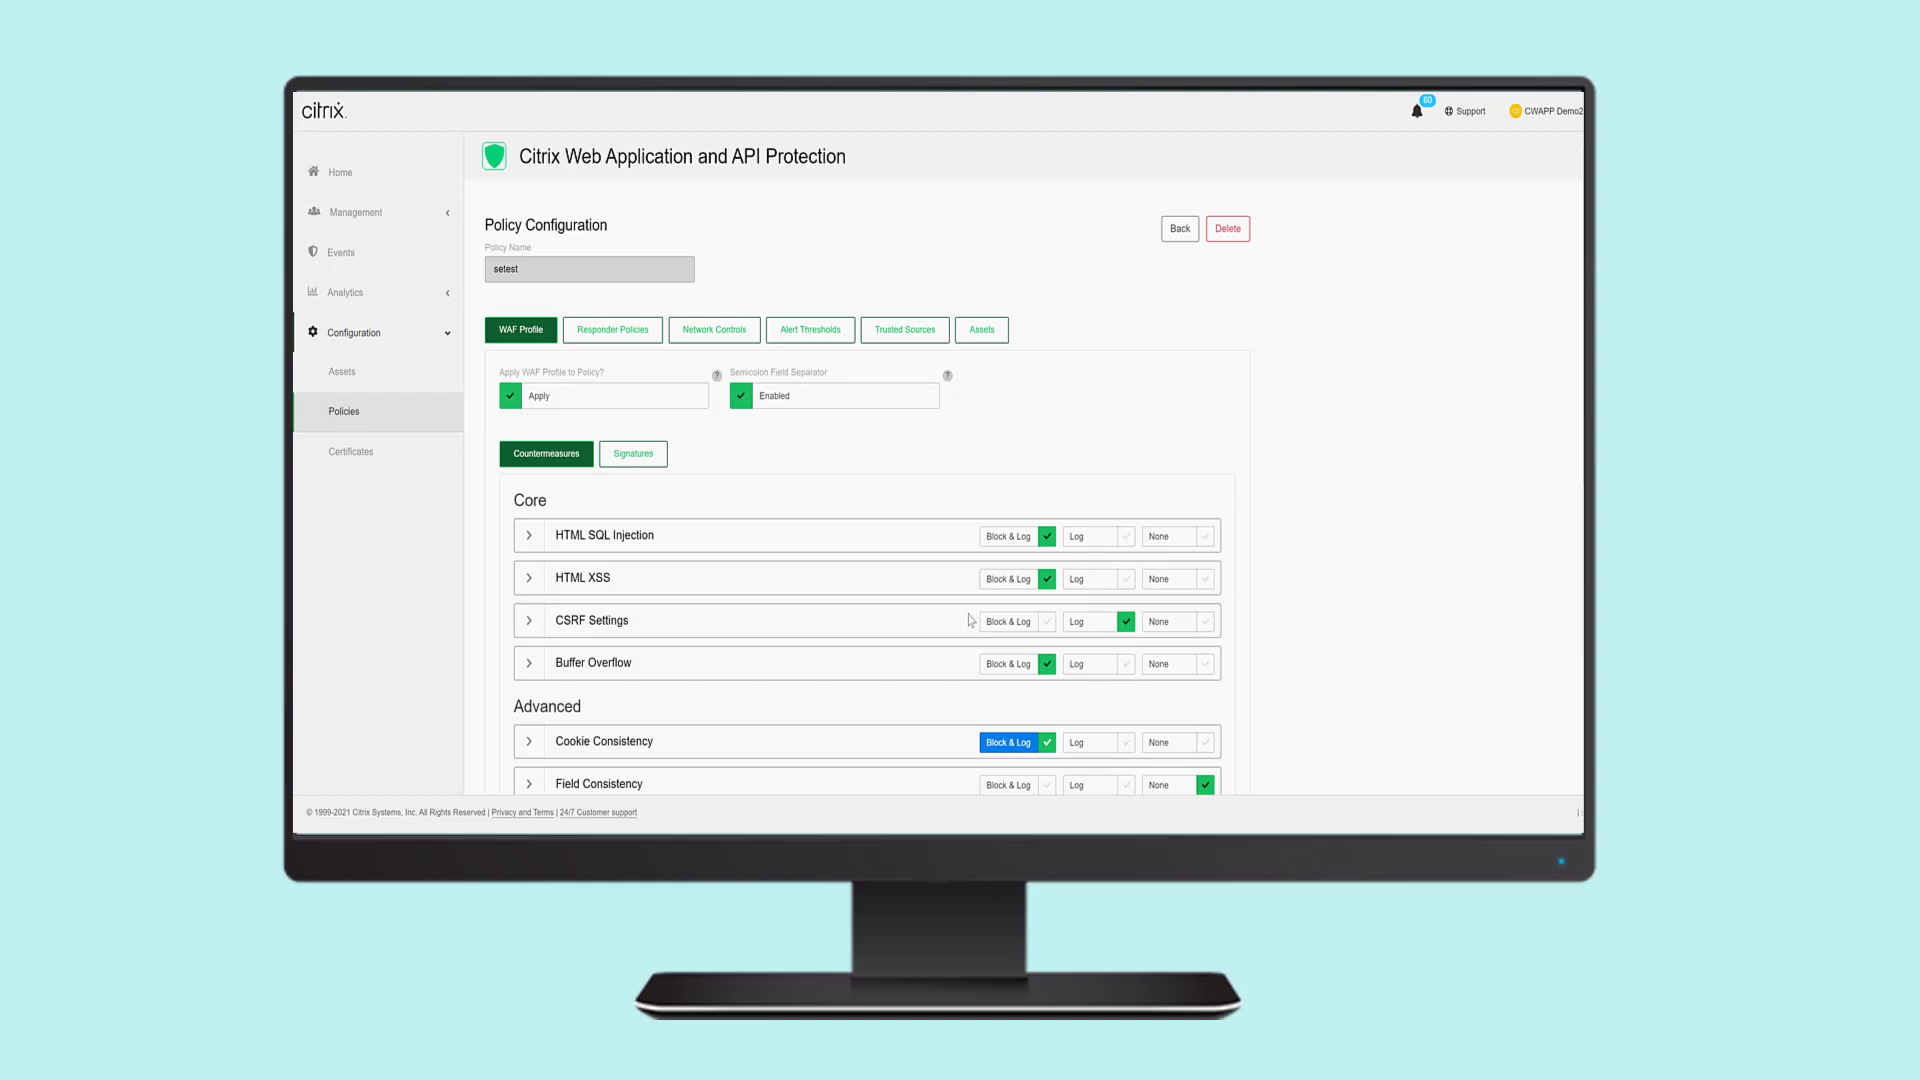 citrix.
60
Support
CWAPP Demo2
Home
Management
Events
Analytics
Configuration
Assets
Policies
Certificates
Citrix Web Application and API Protection
Policy Configuration
Back
Delete
Policy Name
setest
WAF Profile
Responder Policies
Network Controls
Alert Thresholds
Trusted Sources
Assets
Apply WAF Profile to Policy?
?
Semicolon Field Separator
?
Apply
Enabled
Countermeasures
Signatures
Core
HTML SQL Injection Block & Log Log None
HTML XSS Block & Log Log None
CSRF Settings Block & Log Log None
Buffer Overflow Block & Log Log None
Advanced
Cookie Consistency Block & Log Log None
Field Consistency Block & Log Log None
© 1999-2021 Citrix Systems, Inc. All Rights Reserved | Privacy and Terms | 24/7 Customer support